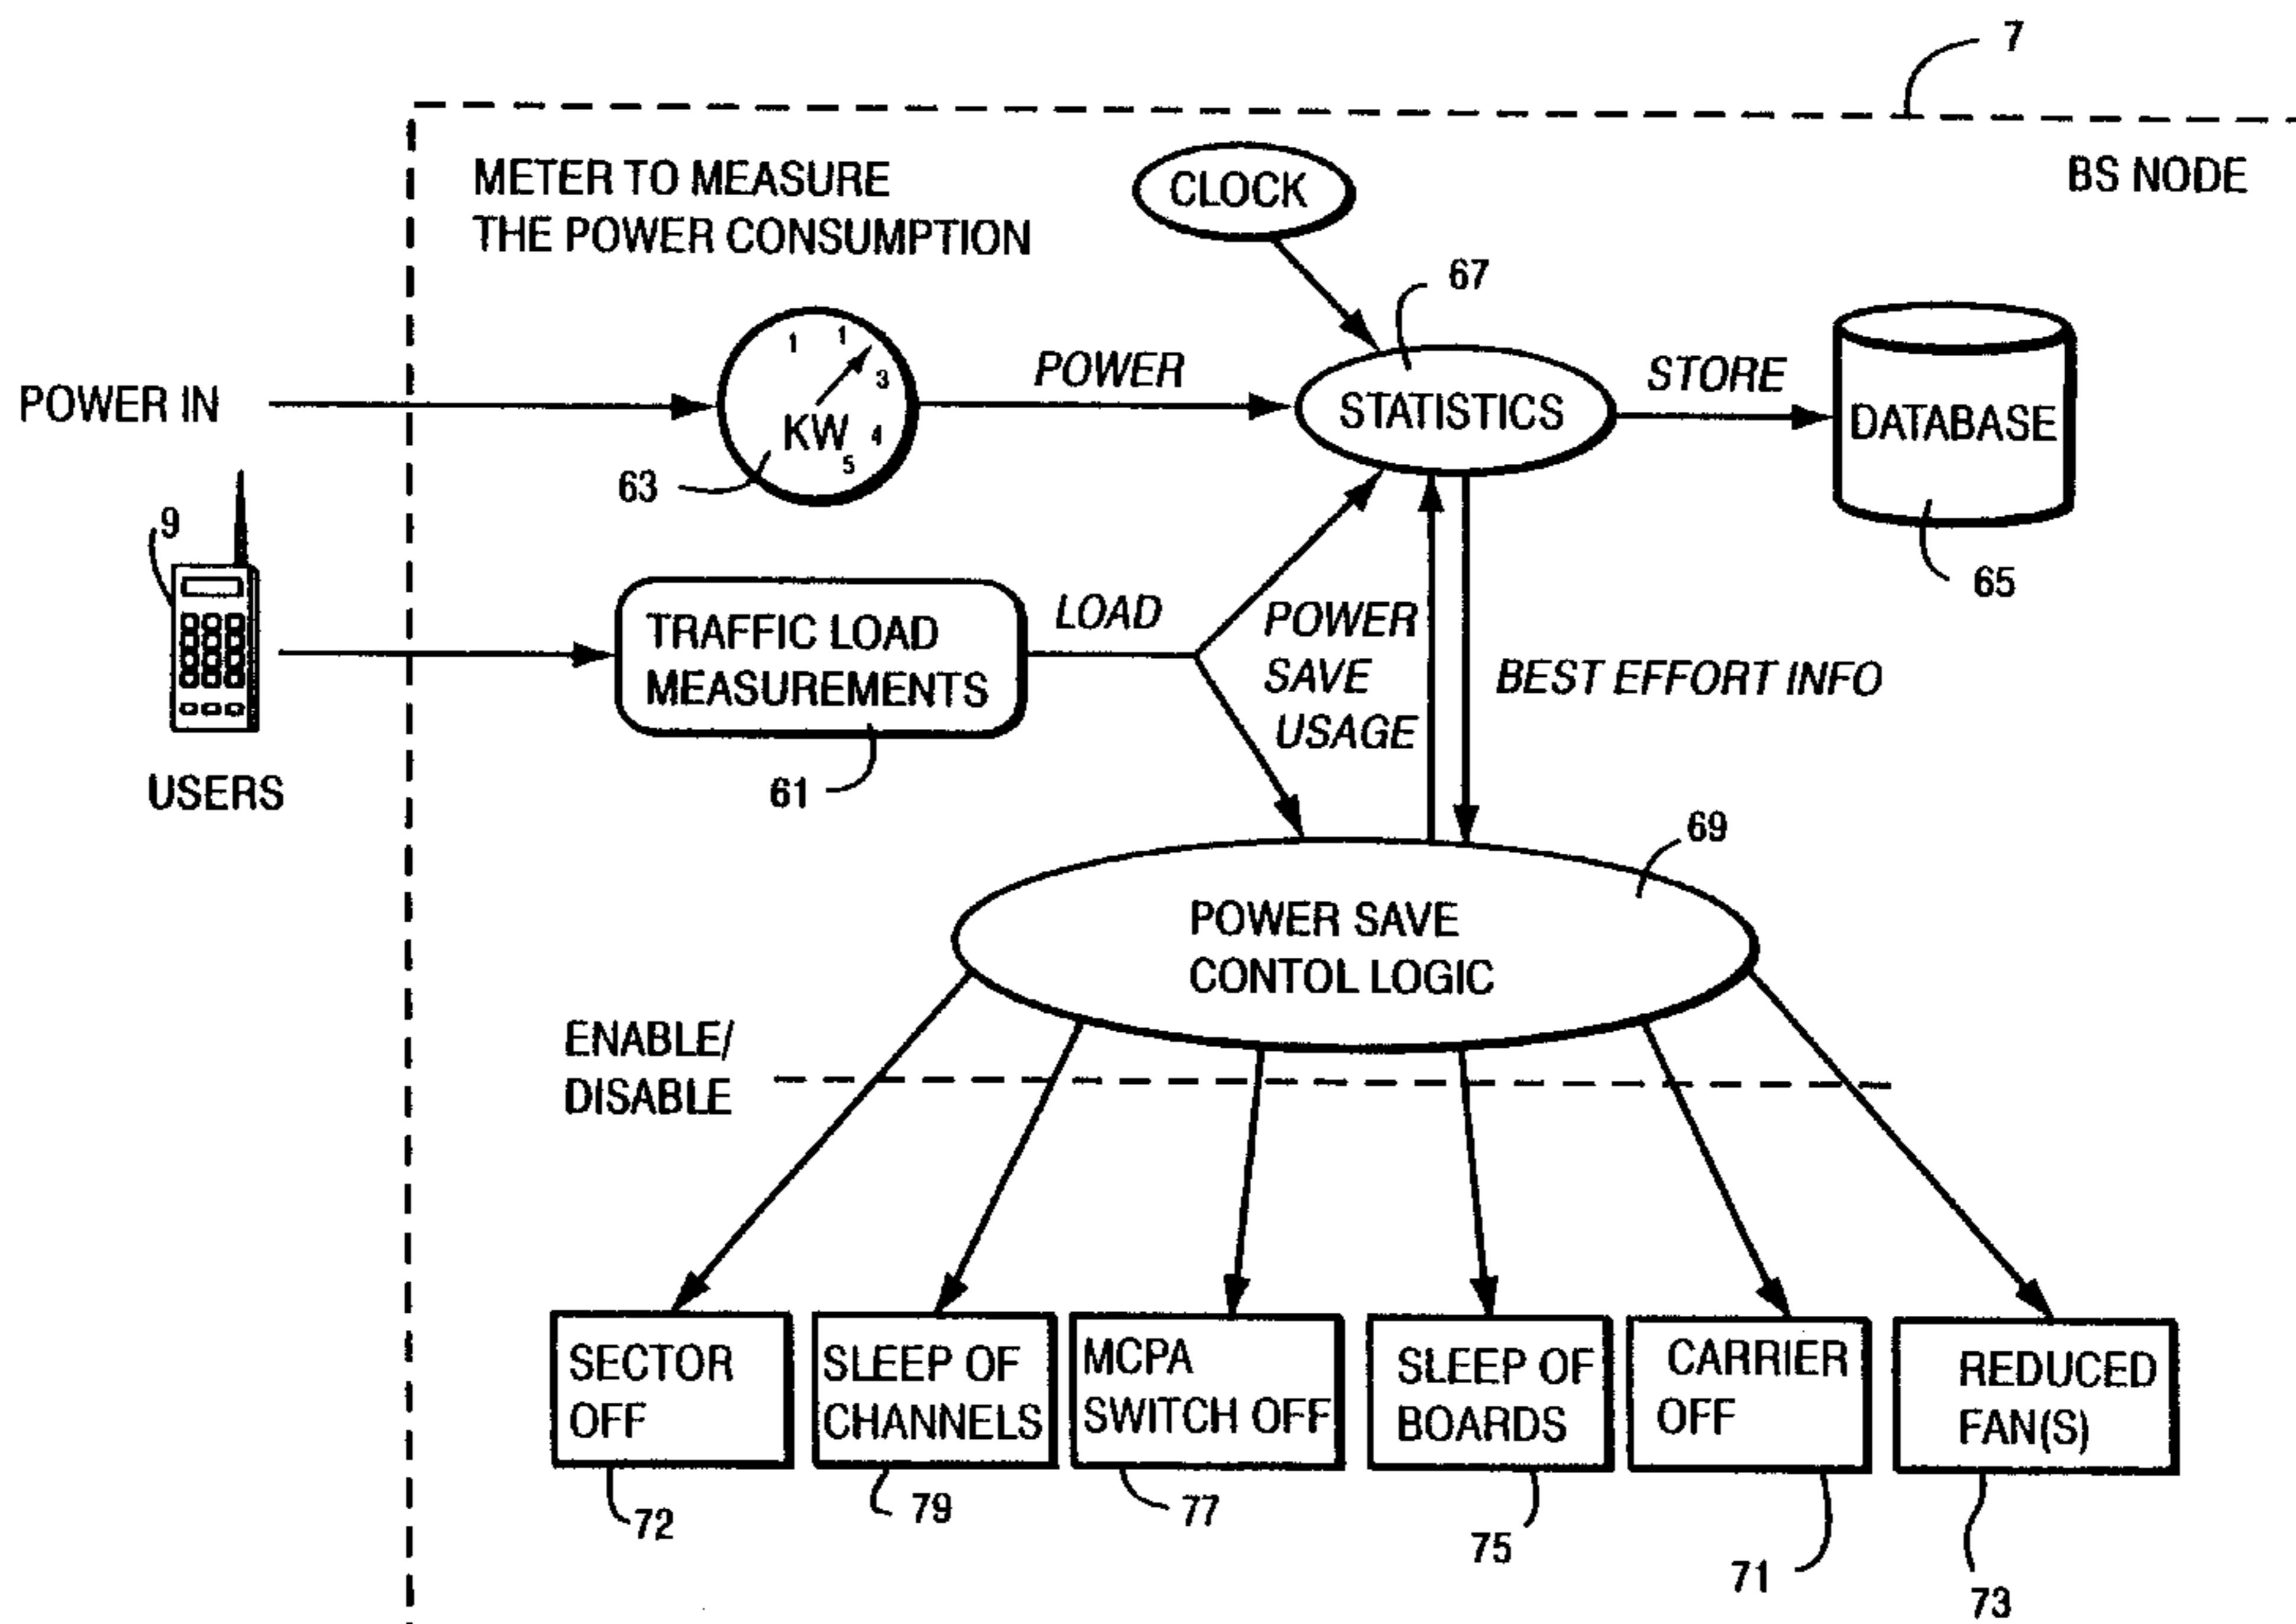 7
BS NODE
METER TO MEASURE
THE POWER CONSUMPTION
CLOCK
67
POWER IN
1 1 3 4 5
KW
63
POWER
STATISTICS
STORE
DATABASE
65
9
USERS
TRAFFIC LOAD
MEASUREMENTS
61
LOAD
POWER
SAVE
USAGE
BEST EFFORT INFO
69
POWER SAVE
CONTOL LOGIC
ENABLE/
DISABLE
SECTOR
OFF
72
SLEEP OF
CHANNELS
79
MCPA
SWITCH OFF
77
SLEEP OF
BOARDS
75
CARRIER
OFF
71
REDUCED
FAN(S)
73